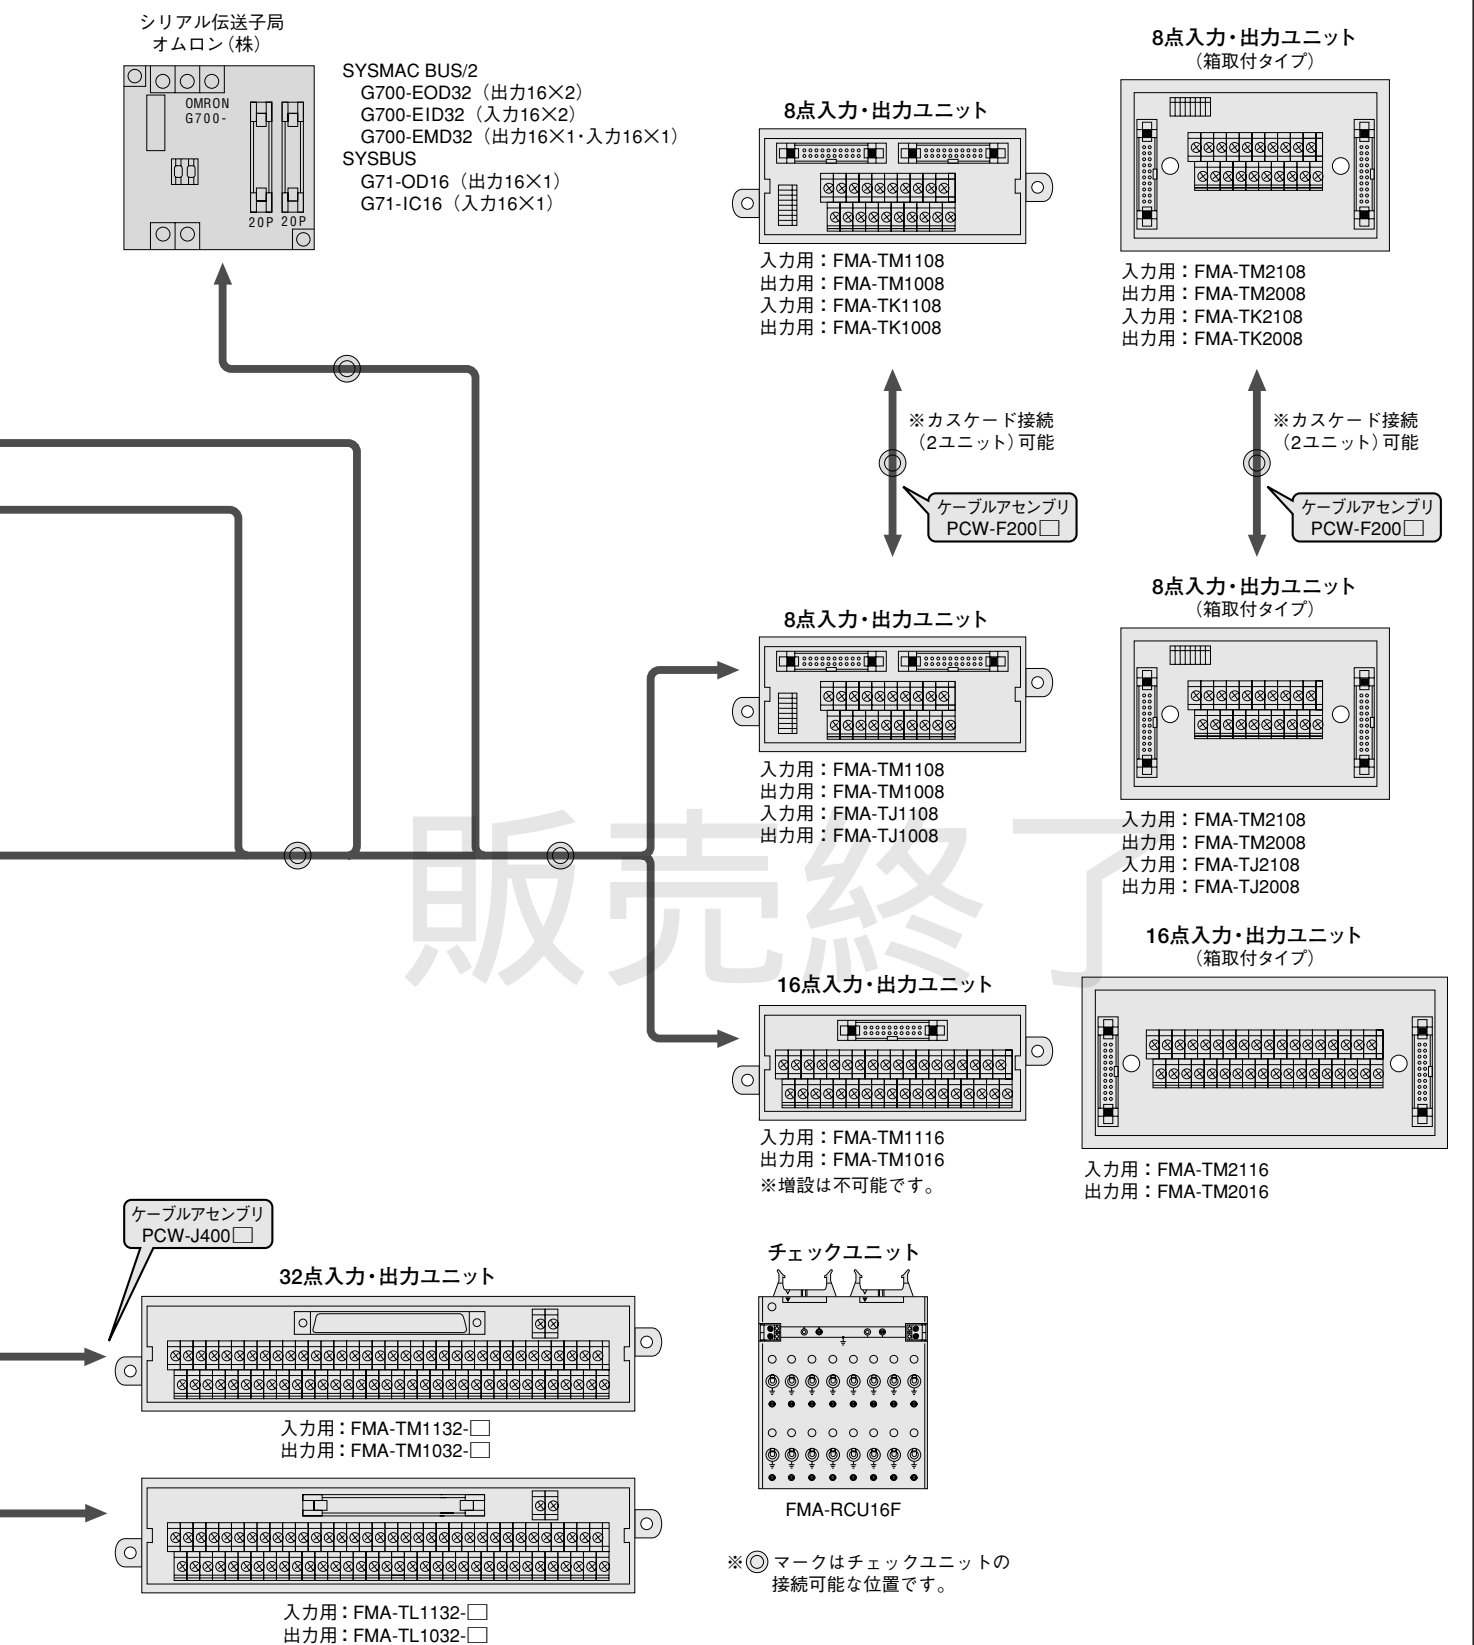 シリアル伝送子局
オムロン（株）
OMRON
G700-
20P 20P
SYSMAC BUS/2
G700-EOD32（出力16×2）
G700-EID32（入力16×2）
G700-EMD32（出力16×1･入力16×1）
SYSBUS
G71-OD16（出力16×1）
G71-IC16（入力16×1）
8点入力・出力ユニット
入力用：FMA-TM1108
出力用：FMA-TM1008
入力用：FMA-TK1108
出力用：FMA-TK1008
8点入力・出力ユニット
（箱取付タイプ）
入力用：FMA-TM2108
出力用：FMA-TM2008
入力用：FMA-TK2108
出力用：FMA-TK2008
※カスケード接続
（2ユニット）可能
ケーブルアセンブリ
PCW-F200□
※カスケード接続
（2ユニット）可能
ケーブルアセンブリ
PCW-F200□
8点入力・出力ユニット
入力用：FMA-TM1108
出力用：FMA-TM1008
入力用：FMA-TJ1108
出力用：FMA-TJ1008
8点入力・出力ユニット
（箱取付タイプ）
入力用：FMA-TM2108
出力用：FMA-TM2008
入力用：FMA-TJ2108
出力用：FMA-TJ2008
販売終了
16点入力・出力ユニット
入力用：FMA-TM1116
出力用：FMA-TM1016
※増設は不可能です。
16点入力・出力ユニット
（箱取付タイプ）
入力用：FMA-TM2116
出力用：FMA-TM2016
ケーブルアセンブリ
PCW-J400□
32点入力・出力ユニット
入力用：FMA-TM1132-□
出力用：FMA-TM1032-□
入力用：FMA-TL1132-□
出力用：FMA-TL1032-□
チェックユニット
FMA-RCU16F
※◎マークはチェックユニットの
接続可能な位置です。